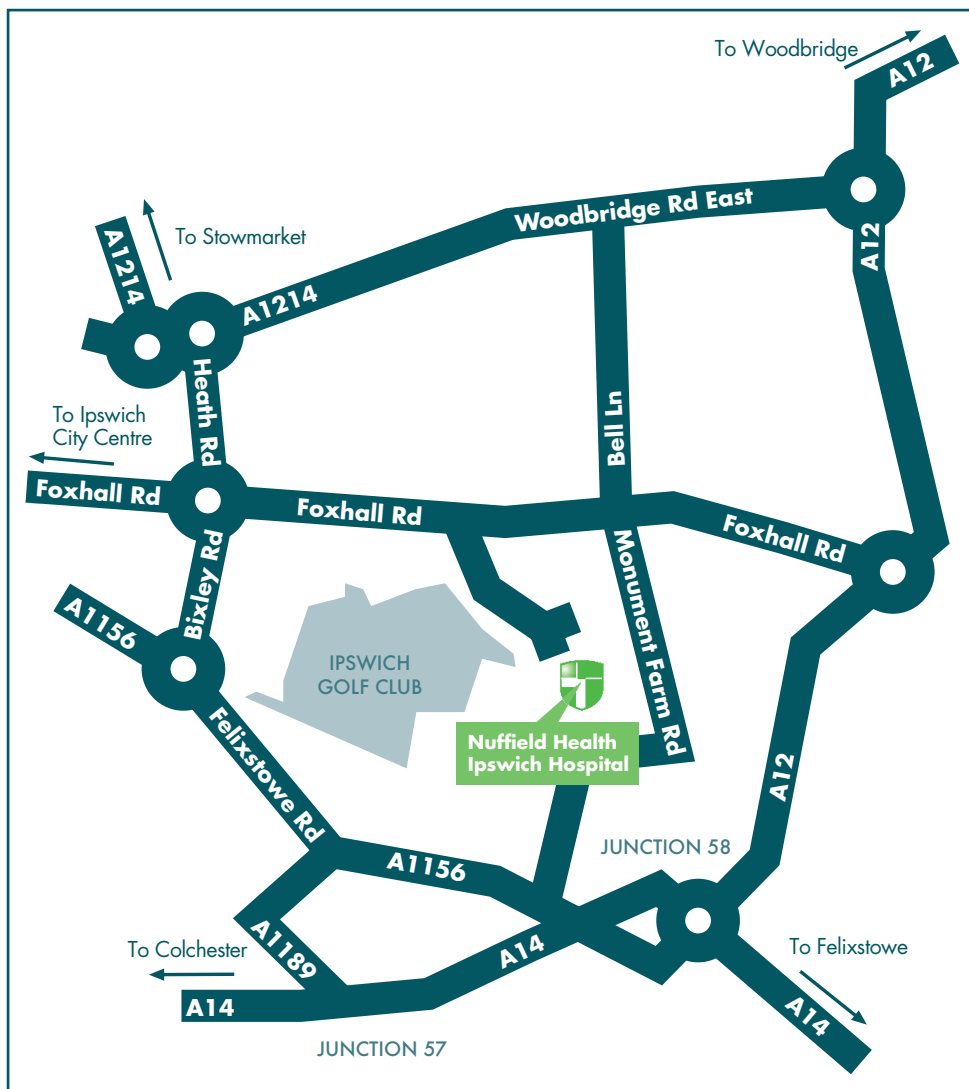 To Woodbridge
A12
Woodbridge Rd East
A12
To Stowmarket
A1214
A1214
Heath Rd
To Ipswich
City Centre
Bell Ln
Foxhall Rd
Foxhall Rd
Foxhall Rd
Bixley Rd
Monument Farm Rd
A1156
IPSWICH
GOLF CLUB
Felixstowe Rd
Nuffield Health
Ipswich Hospital
A12
JUNCTION 58
A1156
To Colchester
A1189
A14
To Felixstowe
A14
A14
JUNCTION 57